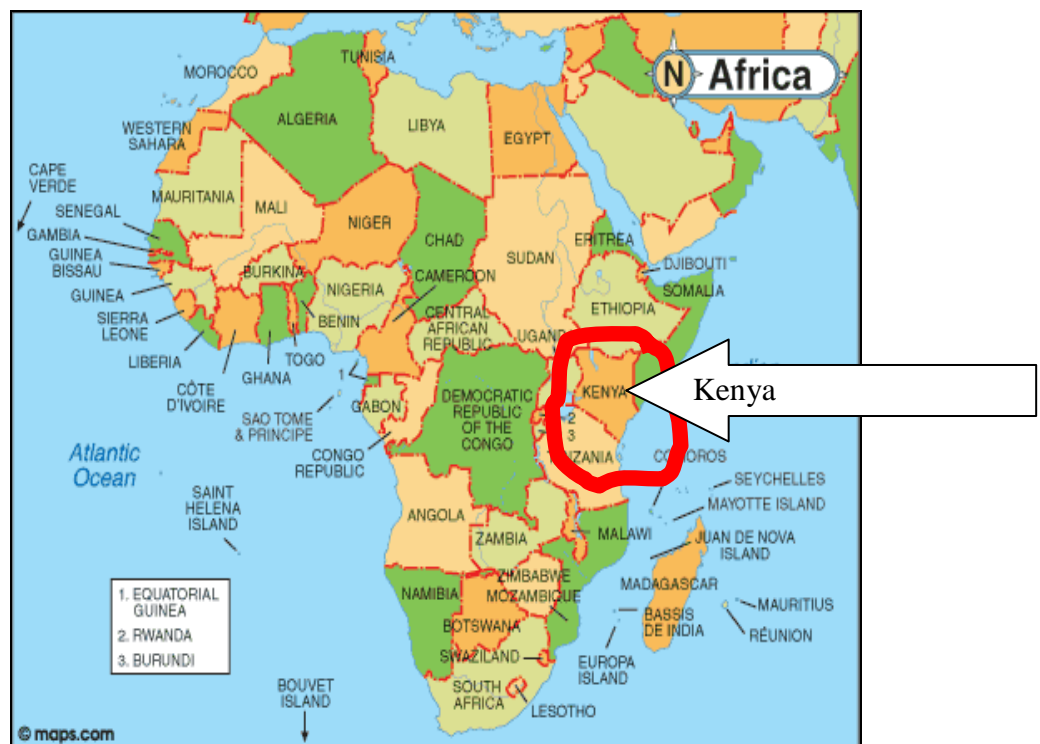 N Africa
MOROCCO
TUNISIA
ALGERIA
LIBYA
EGYPT
WESTERN
SAHARA
CAPE
VERDE
MAURITANIA
MALI
NIGER
CHAD
SUDAN
ERITREA
SENEGAL
GAMBIA
GUINEA
BISSAU
GUINEA
SIERRA
LEONE
LIBERIA
CÔTE
D'IVOIRE
BURKINA
GHANA
TOGO
BENIN
NIGERIA
CAMEROON
CENTRAL
AFRICAN
REPUBLIC
DJIBOUTI
SOMALIA
ETHIOPIA
KENYA
Kenya
1
SAO TOME
& PRINCIPE
GABON
CONGO
REPUBLIC
DEMOCRATIC
REPUBLIC
OF THE
CONGO
2
3
Atlantic
Ocean
SAINT
HELENA
ISLAND
ANGOLA
ZAMBIA
MALAWI
SEYCHELLES
MAYOTTE ISLAND
JUAN DE NOVA
ISLAND
MADAGASCAR
ZIMBABWE
MOZAMBIQUE
NAMIBIA
BOTSWANA
SWAZILAND
BASSIS
DE INDIA
MAURITIUS
RÉUNION
EUROPA
ISLAND
SOUTH
AFRICA
LESOTHO
BOUVET
ISLAND
1. EQUATORIAL
GUINEA
2. RWANDA
3. BURUNDI
© maps.com